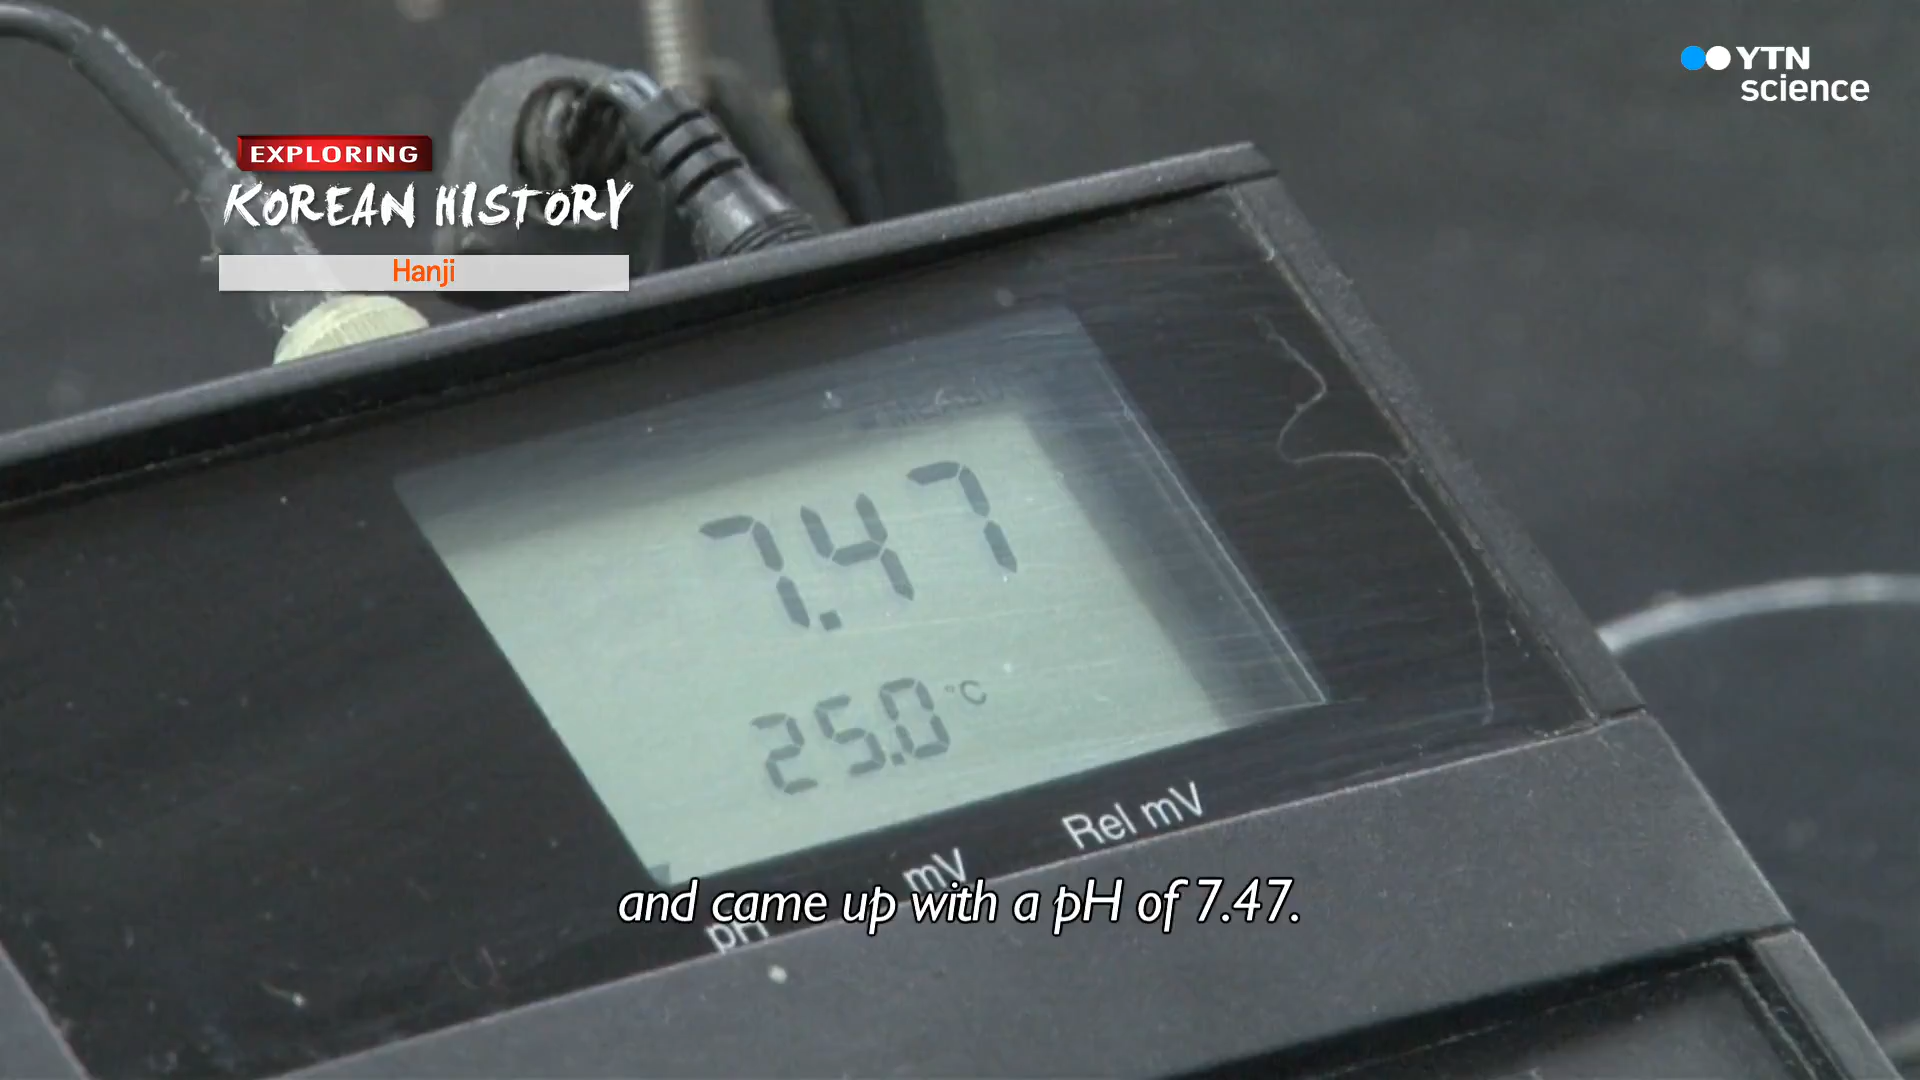 YTN
science
EXPLORING
KOREAN HISTORY
Hanji
7.47
25.0 °C
Rel mV
mV
pH
and came up with a pH of 7.47.